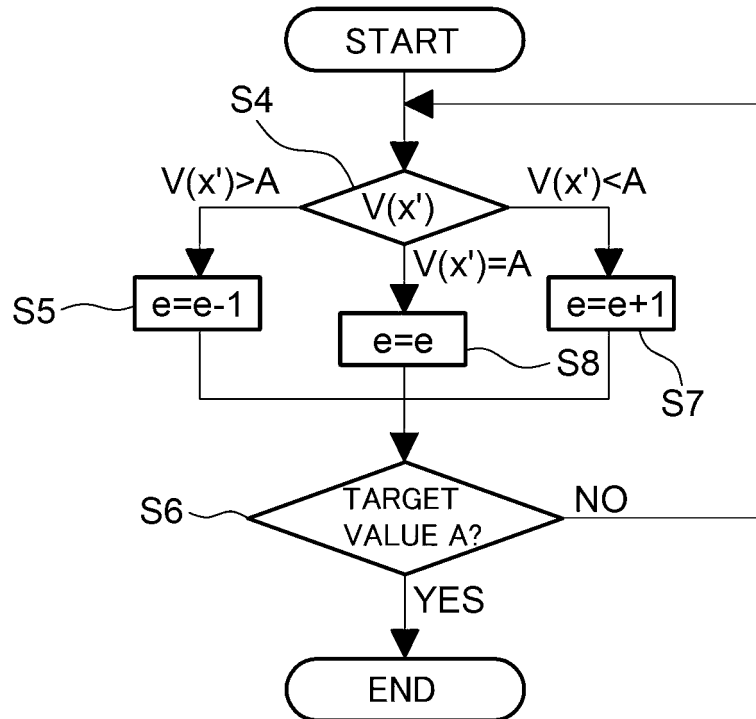 START
S4
V(x')>A
V(x')
V(x')<A
V(x')=A
S5
e=e-1
e=e
e=e+1
S8
S7
S6
TARGET
VALUE A?
NO
YES
END